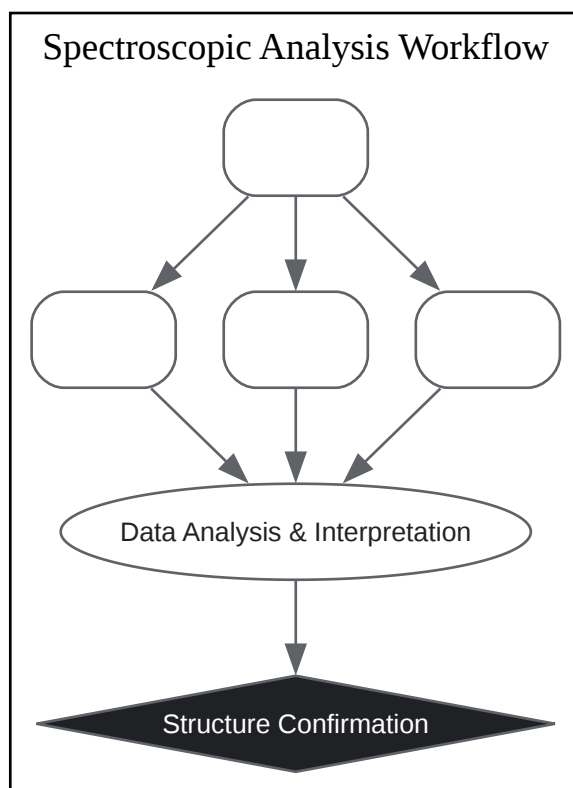 Spectroscopic Analysis Workflow
Data Analysis & Interpretation
Structure Confirmation